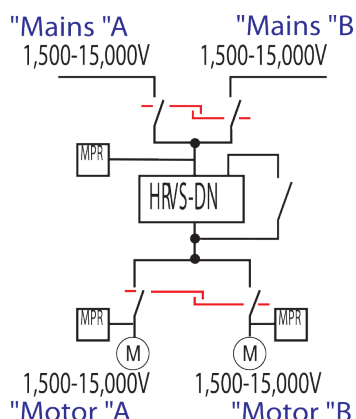 "Mains "A
"Mains "B
1,500-15,000V
1,500-15,000V
MPR
HRVS-DN
MPR
MPR
M
M
1,500-15,000V
1,500-15,000V
"Motor "A
"Motor "B